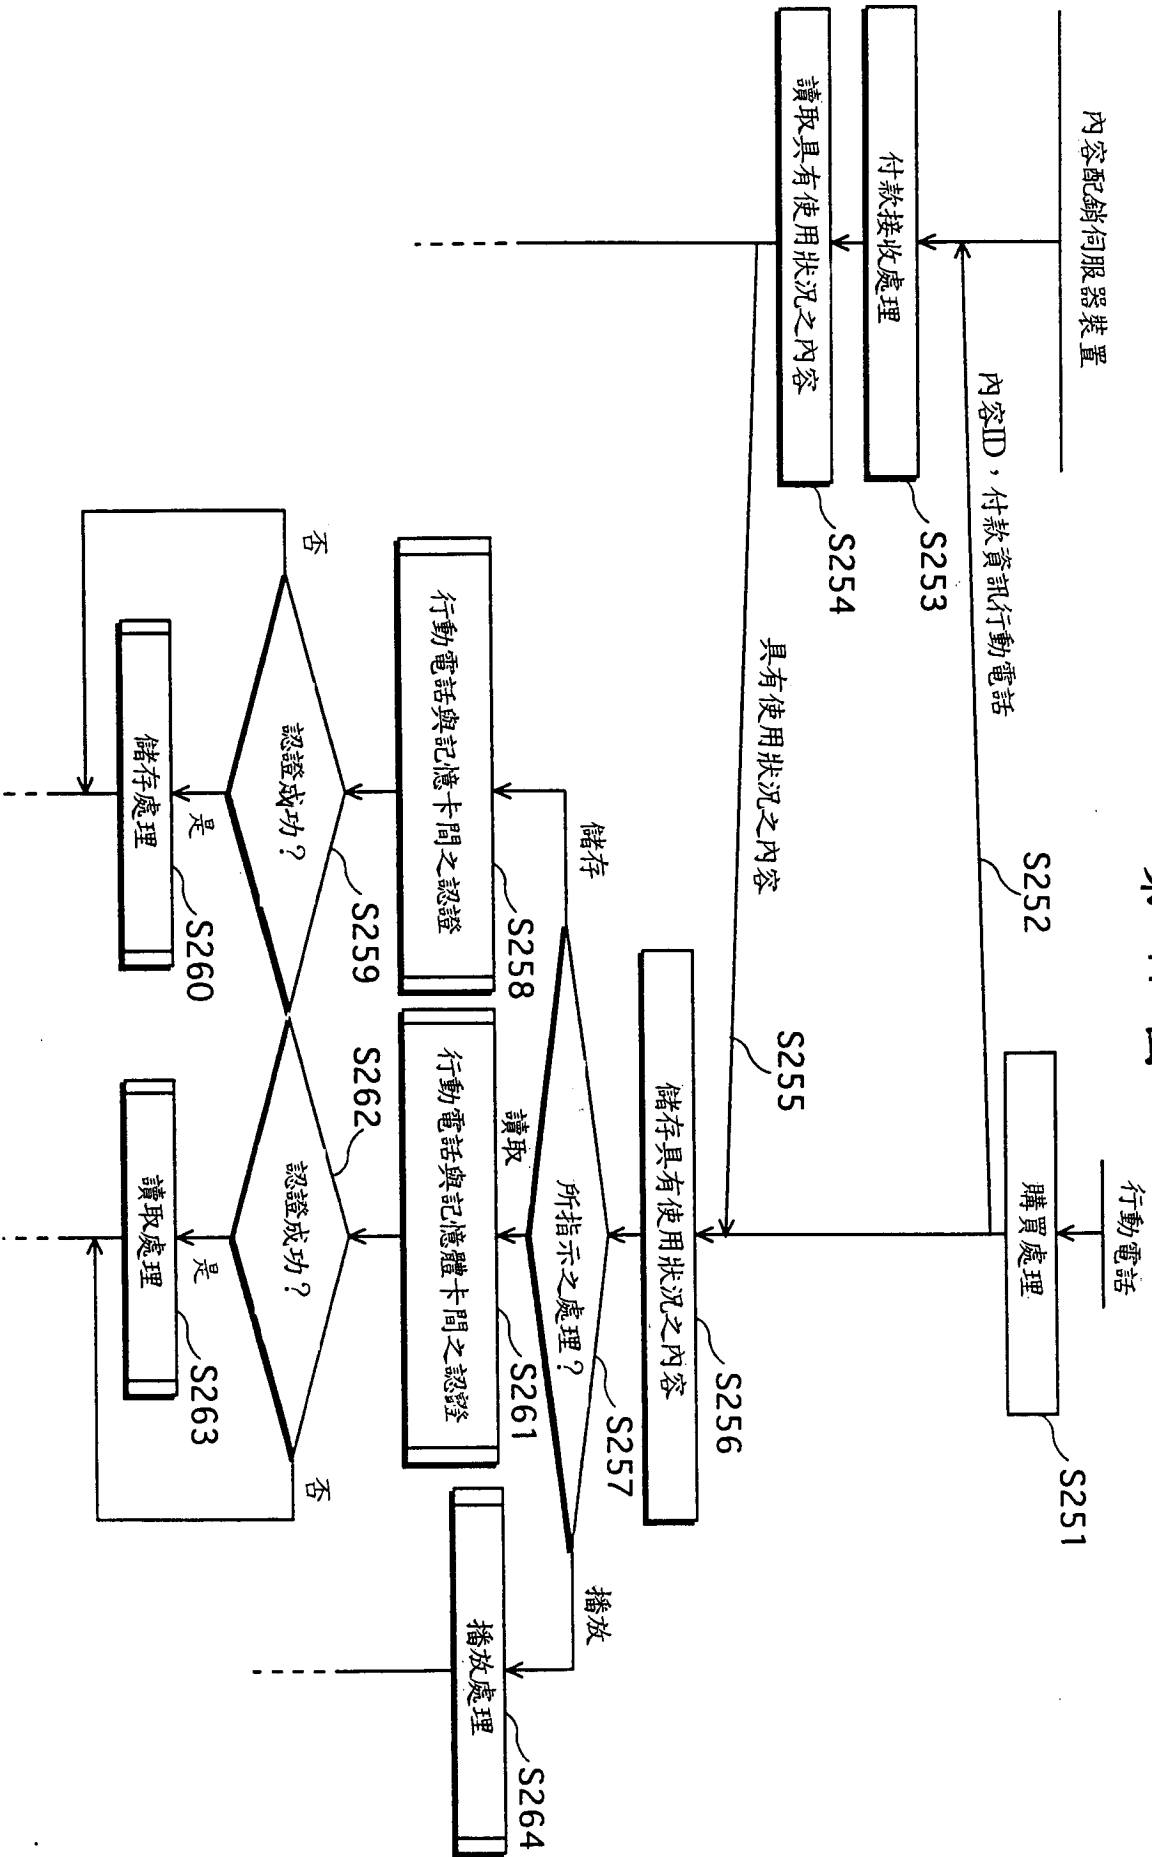 內容配銷伺服器裝置
行動電話
購買處理
S251
內容ID,付款資訊行動電話
S252
付款接收處理
S253
讀取具有使用狀況之內容
S254
具有使用狀況之內容
S255
儲存具有使用狀況之內容
S256
所指示之處理?
S257
儲存
讀取
播放
行動電話與記憶卡間之認證
S258
認證成功?
S259
否
是
儲存處理
S260
行動電話與記憶體卡間之認證
S261
認證成功?
S262
否
是
讀取處理
S263
播放處理
S264